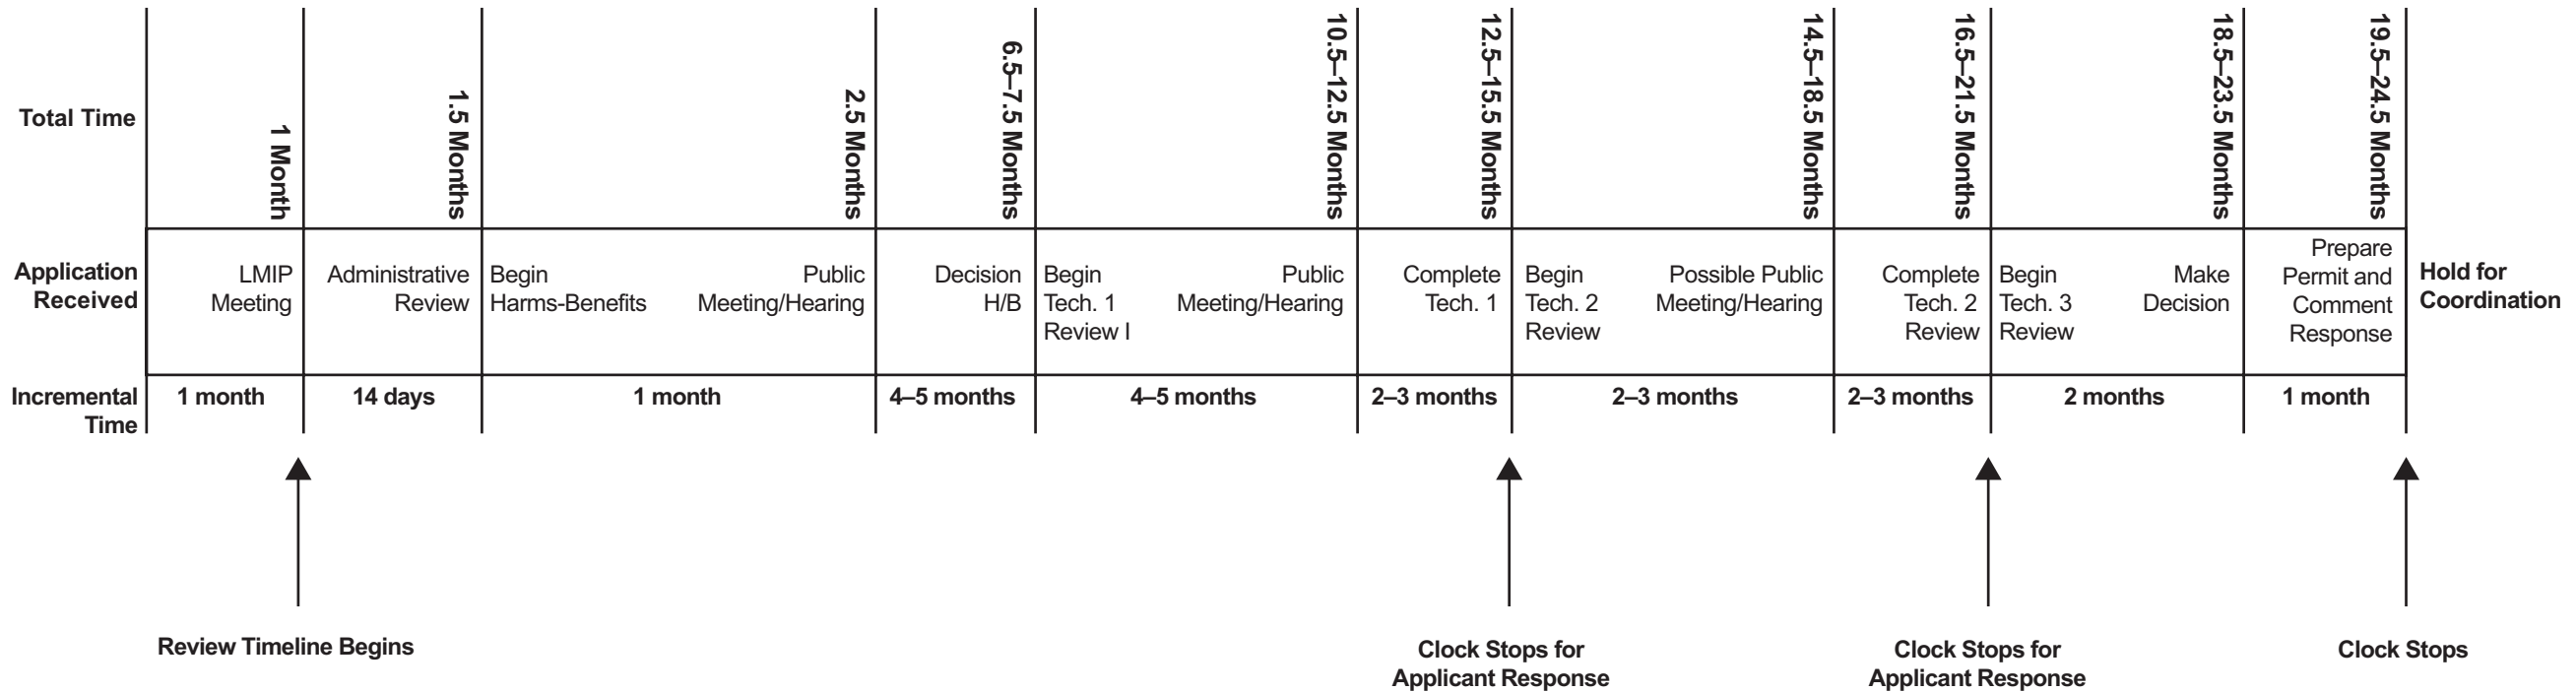 Total Time
1 Month
1.5 Months
2.5 Months
6.5–7.5 Months
10.5–12.5 Months
12.5–15.5 Months
14.5–18.5 Months
16.5–21.5 Months
18.5–23.5 Months
19.5–24.5 Months
Application
Received
LMIP
Meeting
Administrative
Review
Begin
Harms-Benefits
Public
Meeting/Hearing
Decision
H/B
Begin
Tech. 1
Review I
Public
Meeting/Hearing
Complete
Tech. 1
Begin
Tech. 2
Review
Possible Public
Meeting/Hearing
Complete
Tech. 2
Review
Begin
Tech. 3
Review
Make
Decision
Prepare
Permit and
Comment
Response
Hold for
Coordination
Incremental
Time
1 month
14 days
1 month
4–5 months
4–5 months
2–3 months
2–3 months
2–3 months
2 months
1 month
Review Timeline Begins
Clock Stops for
Applicant Response
Clock Stops for
Applicant Response
Clock Stops